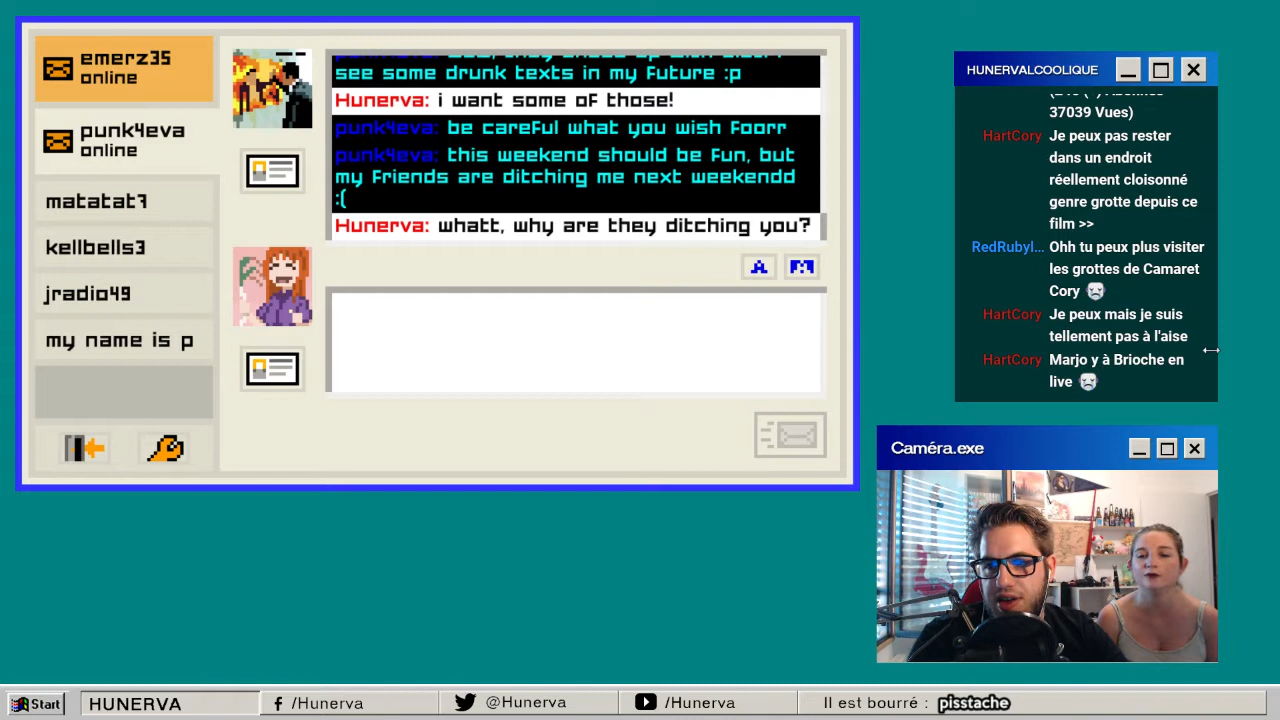 emerz35
online
punk4eva
online
matatat7
kellbells3
jradio49
my name is p
see some drunk texts in my future :p
Hunerva: i want some of those!
punk4eva: be careful what you wish foorr
punk4eva: this weekend should be fun, but
my friends are ditching me next weekendd
:(
Hunerva: whatt, why are they ditching you?
A
HUNERVALCOOLIQUE
37039 Vues)
HartCory Je peux pas rester
dans un endroit
réellement cloisonné
genre grotte depuis ce
film >>
RedRubyl... Ohh tu peux plus visiter
les grottes de Camaret
Cory
HartCory Je peux mais je suis
tellement pas à l'aise
HartCory Marjo y à Brioche en
live
Caméra.exe
Start
HUNERVA
/Hunerva
@Hunerva
/Hunerva
Il est bourré : pisstache